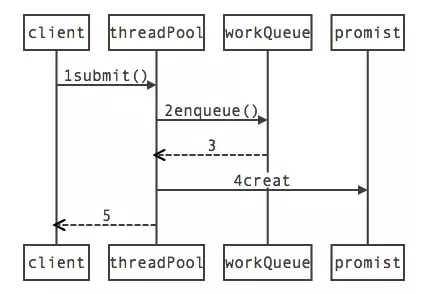 client threadPool workQueue promist
1submit()
2enqueue()
3
4creat
5
client threadPool workQueue promist